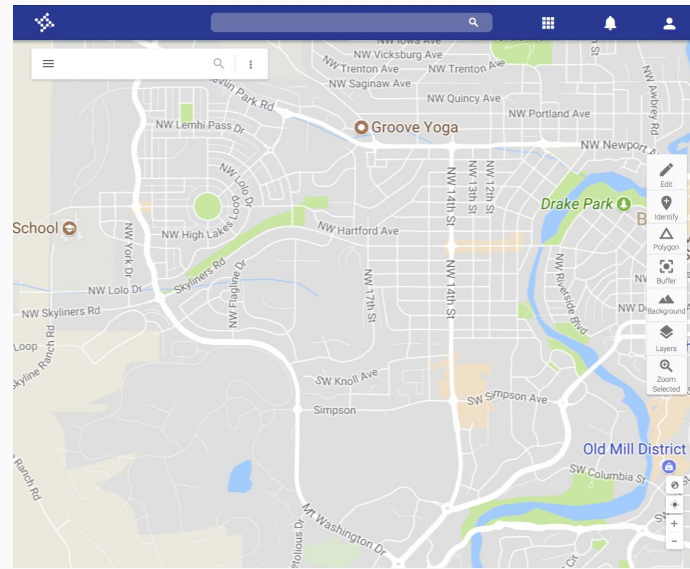 NW Iowa Ave
NW Vicksburg Ave
NW Trenton Ave
NW Trenton Ave
NW Saginaw Ave
NW Quincy Ave
NW Portland Ave
NW Awbrey Rd
NW Lemhi Pass Dr
Groove Yoga
NW Newport
NW Lolo Dr
NW 14th St
NW 13th St
NW 12th St
Edit
Drake Park
Identify
School
NW High Lakes Loop
NW Hartford Ave
NW York Dr
Polygon
Skyliners Rd
NW Flagline Dr
NW 17th St
NW 14th St
NW Riverside Blvd
Buffer
NW Lolo Dr
NW Skyliners Rd
Background
Loop
Skyline Ranch Rd
Layers
SW Knoll Ave
Zoom
Selected
SW Simpson Ave
Simpson
Old Mill District
SW Columbia St
Ranch Rd
Mt Washington Dr
+
-